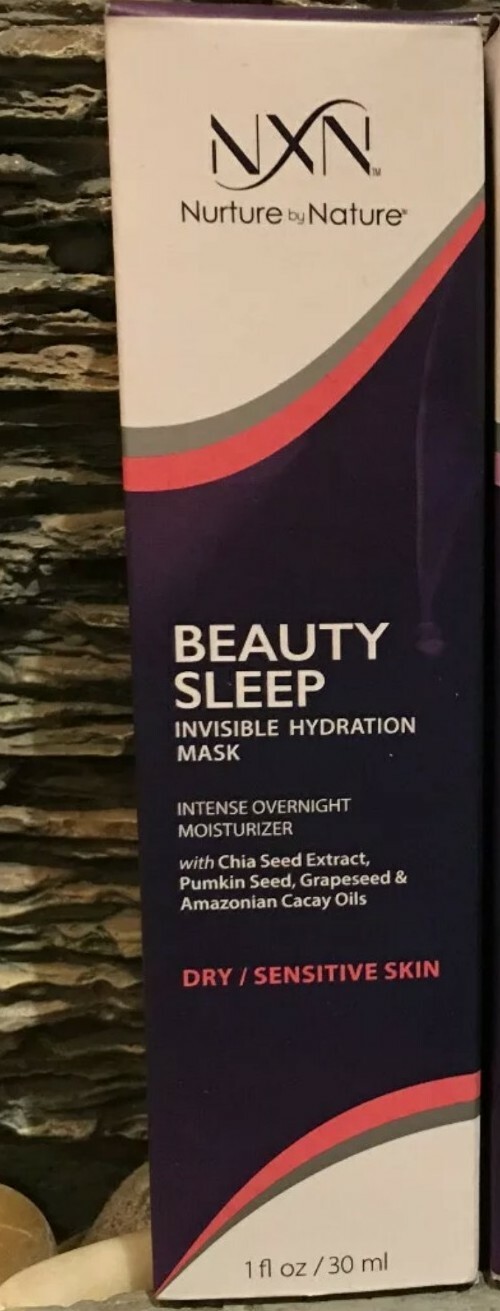 NXN™
Nurture by Nature®
BEAUTY
SLEEP
INVISIBLE HYDRATION
MASK
INTENSE OVERNIGHT
MOISTURIZER
with Chia Seed Extract,
Pumkin Seed, Grapeseed &
Amazonian Cacay Oils
DRY / SENSITIVE SKIN
1 fl oz / 30 ml